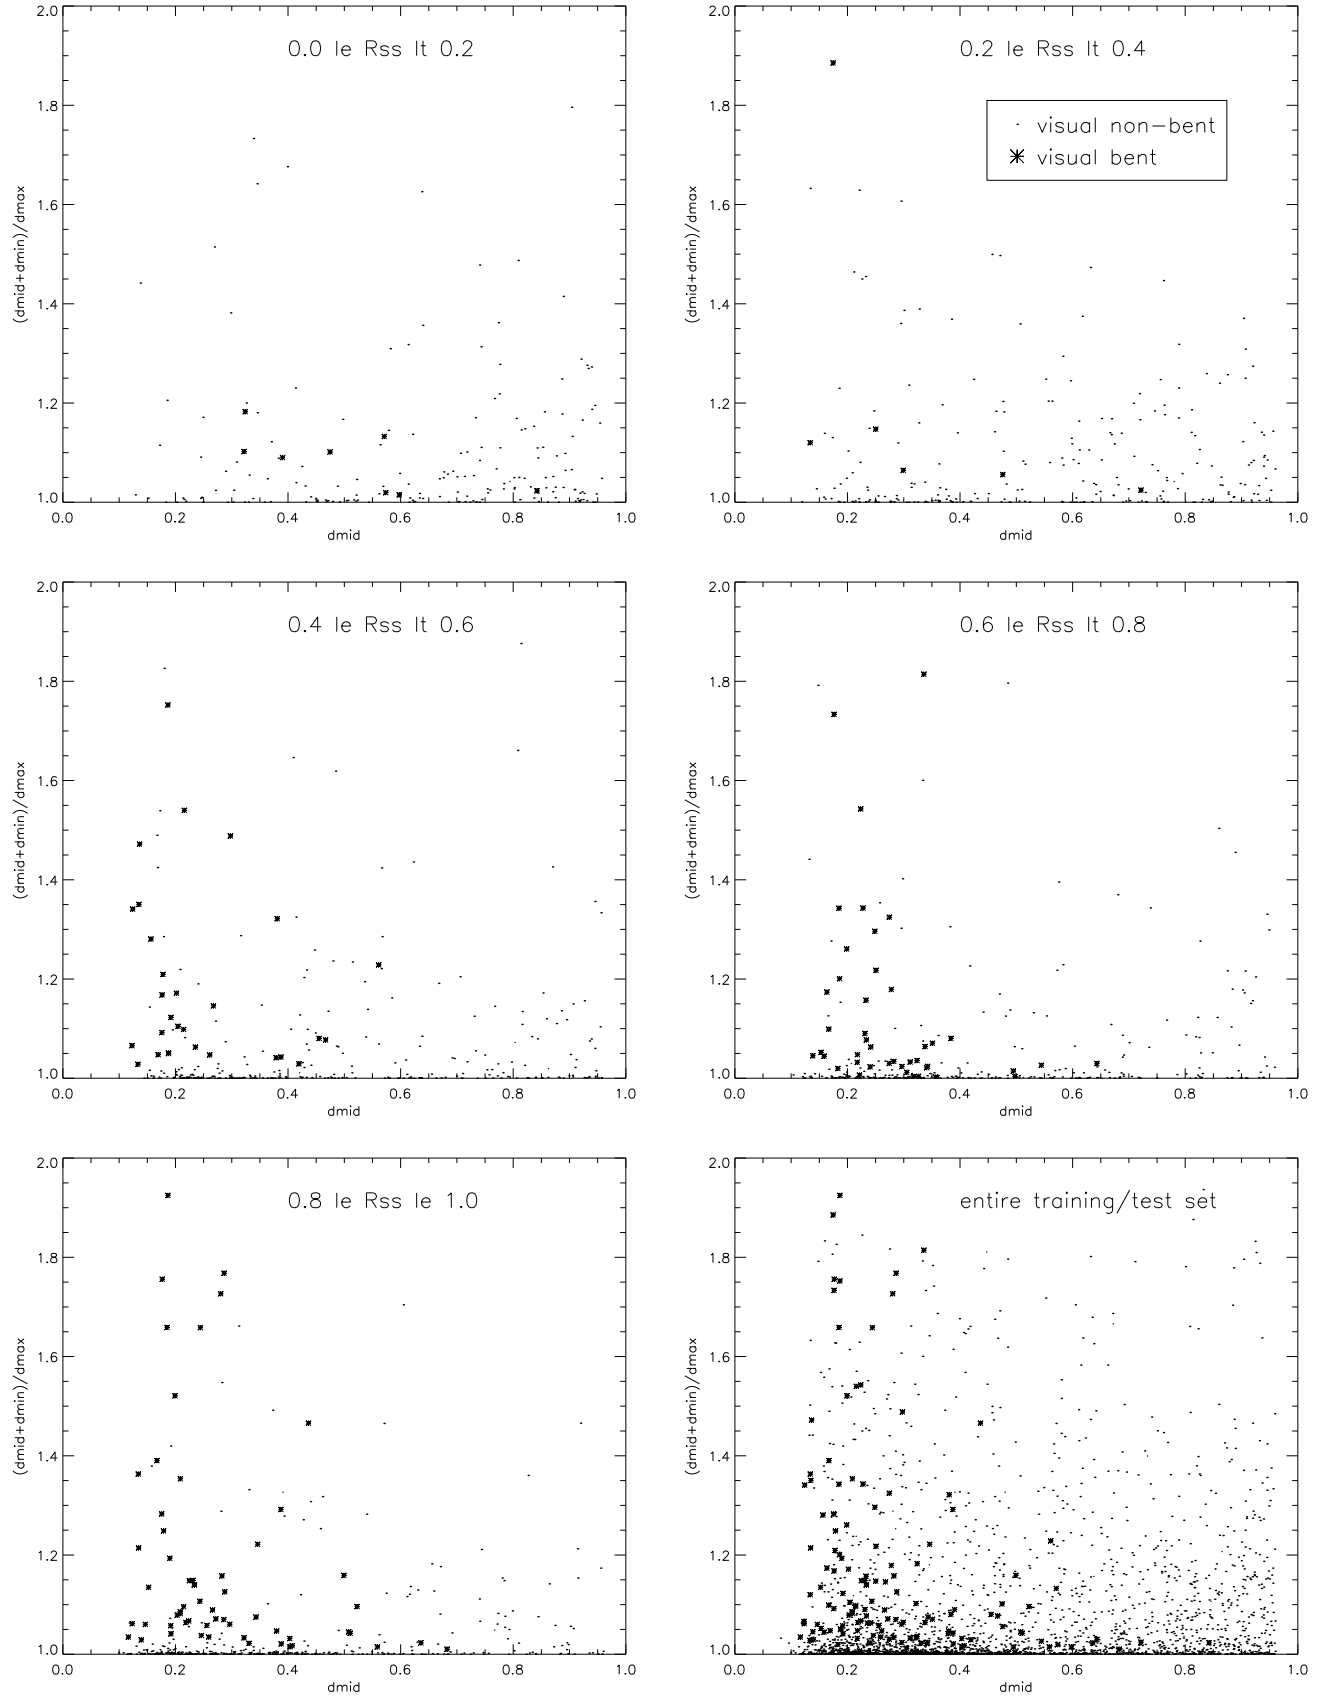 0.0 le Rss lt 0.2
2.0
1.8
1.6
1.4
1.2
1.0
(dmid+dmin)/dmax
0.0 0.2 0.4 0.6 0.8 1.0
dmid
0.2 le Rss lt 0.4
visual non-bent
visual bent
2.0
1.8
1.6
1.4
1.2
1.0
(dmid+dmin)/dmax
0.0 0.2 0.4 0.6 0.8 1.0
dmid
0.4 le Rss lt 0.6
2.0
1.8
1.6
1.4
1.2
1.0
(dmid+dmin)/dmax
0.0 0.2 0.4 0.6 0.8 1.0
dmid
0.6 le Rss lt 0.8
2.0
1.8
1.6
1.4
1.2
1.0
(dmid+dmin)/dmax
0.0 0.2 0.4 0.6 0.8 1.0
dmid
0.8 le Rss le 1.0
2.0
1.8
1.6
1.4
1.2
1.0
(dmid+dmin)/dmax
0.0 0.2 0.4 0.6 0.8 1.0
dmid
entire training/test set
2.0
1.8
1.6
1.4
1.2
1.0
(dmid+dmin)/dmax
0.0 0.2 0.4 0.6 0.8 1.0
dmid